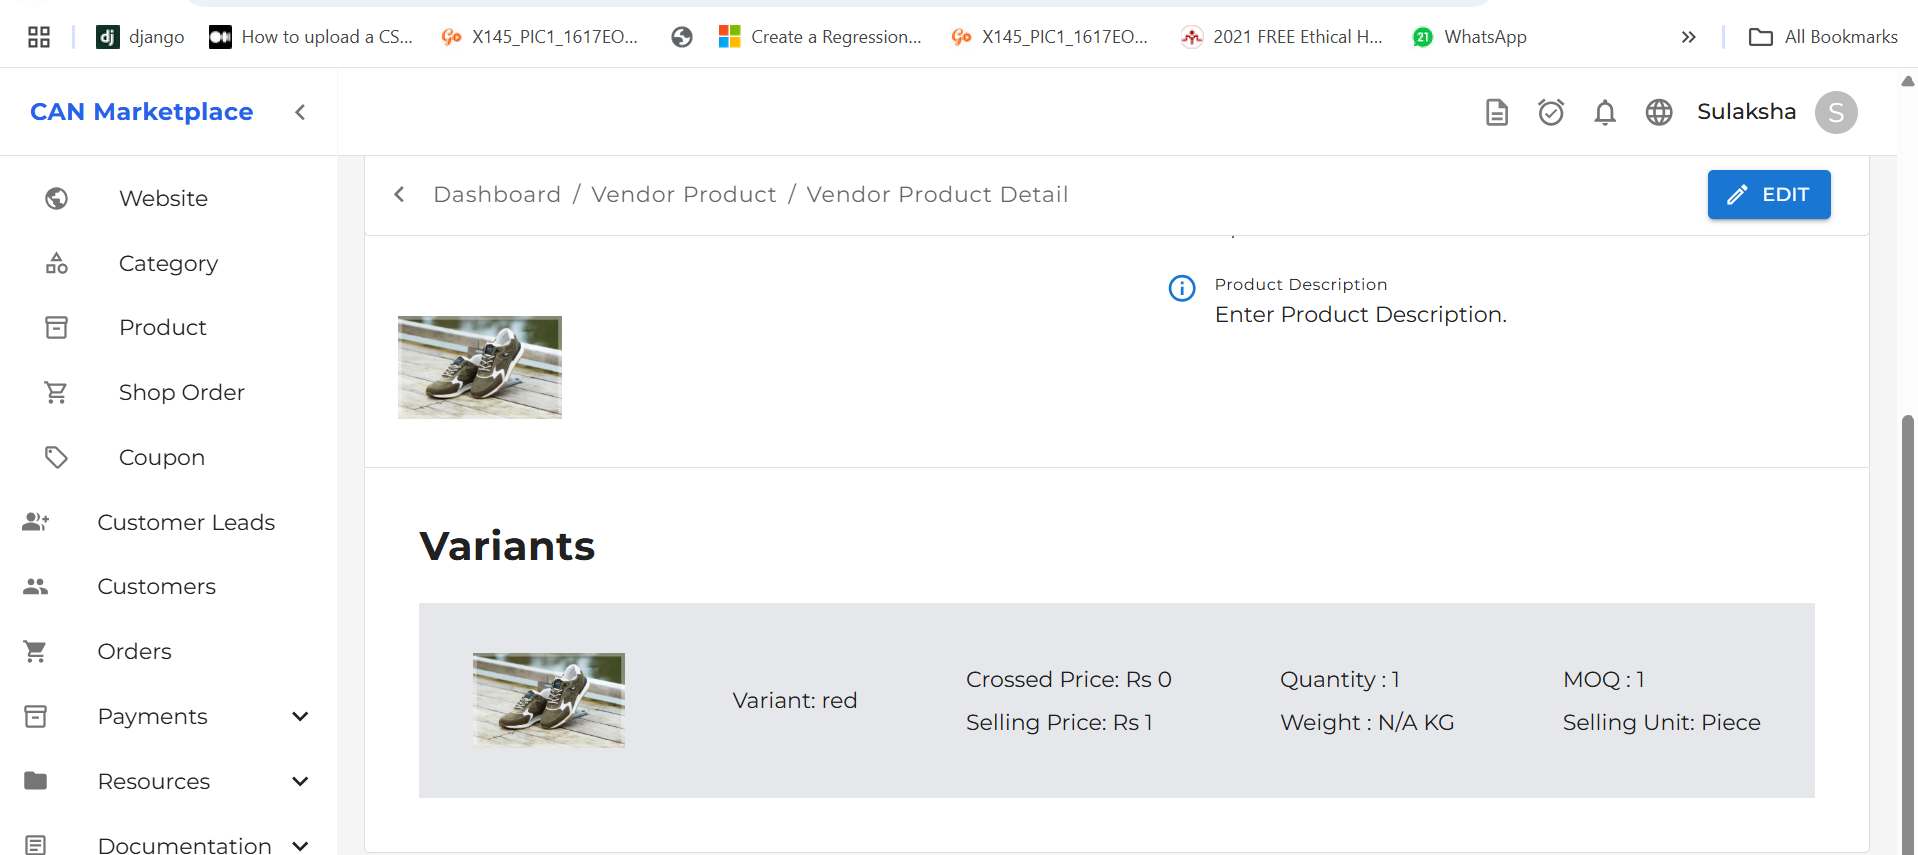 django
How to upload a CS...
X145_PIC1_1617EO...
Create a Regression...
X145_PIC1_1617EO...
2021 FREE Ethical H...
21
WhatsApp
All Bookmarks
CAN Marketplace
Sulaksha
S
Website
Category
Product
Shop Order
Coupon
Customer Leads
Customers
Orders
Payments
Resources
Documentation
Dashboard / Vendor Product / Vendor Product Detail
EDIT
Product Description
Enter Product Description.
Variants
Variant: red
Crossed Price: Rs 0
Selling Price: Rs 1
Quantity : 1
Weight : N/A KG
MOQ : 1
Selling Unit: Piece